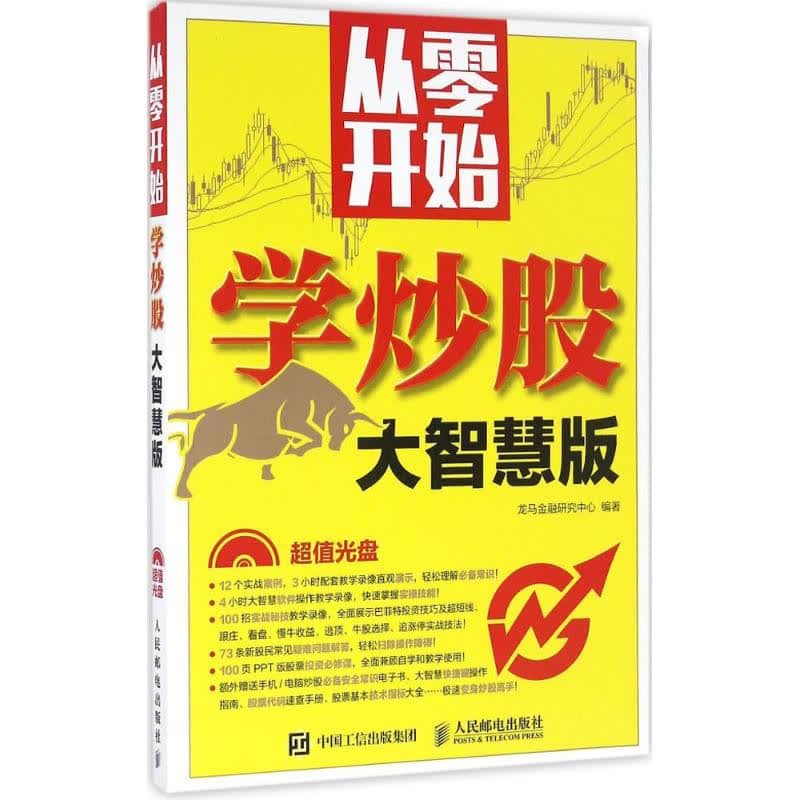 从零开始
学炒股
大智慧版
龙马金融研究中心 编著
超值光盘
● 12个实战案例，3小时配套教学录像直观演示，轻松理解必备常识！
● 4小时大智慧软件操作教学录像，快速掌握实操技能！
● 100招实战秘技教学录像，全面展示巴菲特投资技巧及超短线、
跟庄、看盘、慢牛收益、逃顶、牛股选择、追涨停实战技法！
● 73条新股民常见疑难问题解答，轻松扫除操作障碍！
● 100页PPT版股票投资必修课，全面兼顾自学和教学使用！
● 额外赠送手机/电脑炒股必备安全常识电子书、大智慧快捷键操作
指南、股票代码速查手册、股票基本技术指标大全……极速变身炒股高手！
中国工信出版集团
人民邮电出版社
POSTS & TELECOM PRESS
从零开始
学炒股
大智慧版
超值光盘
人民邮电出版社